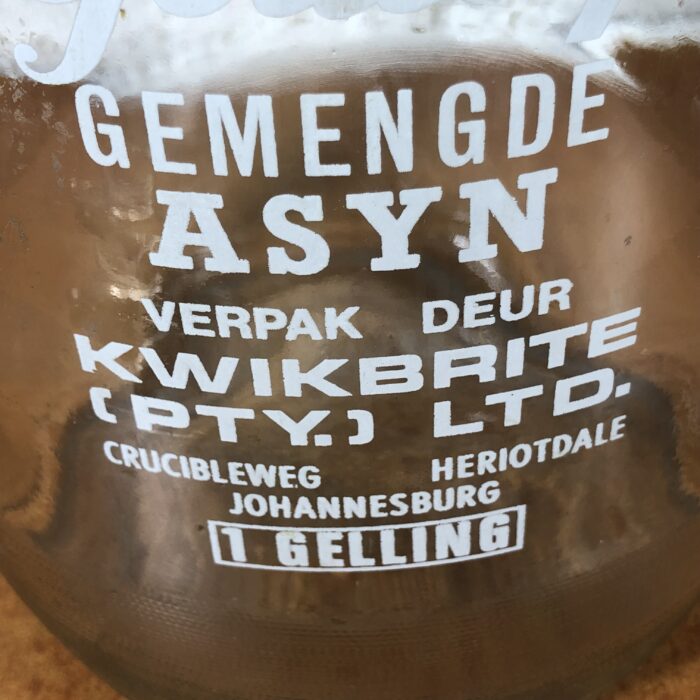 GEMENGDE
ASYN
VERPAK DEUR
KWIKBRITE
(PTY.) LTD.
CRUCIBLEWEG HERIOTDALE
JOHANNESBURG
1 GELLING